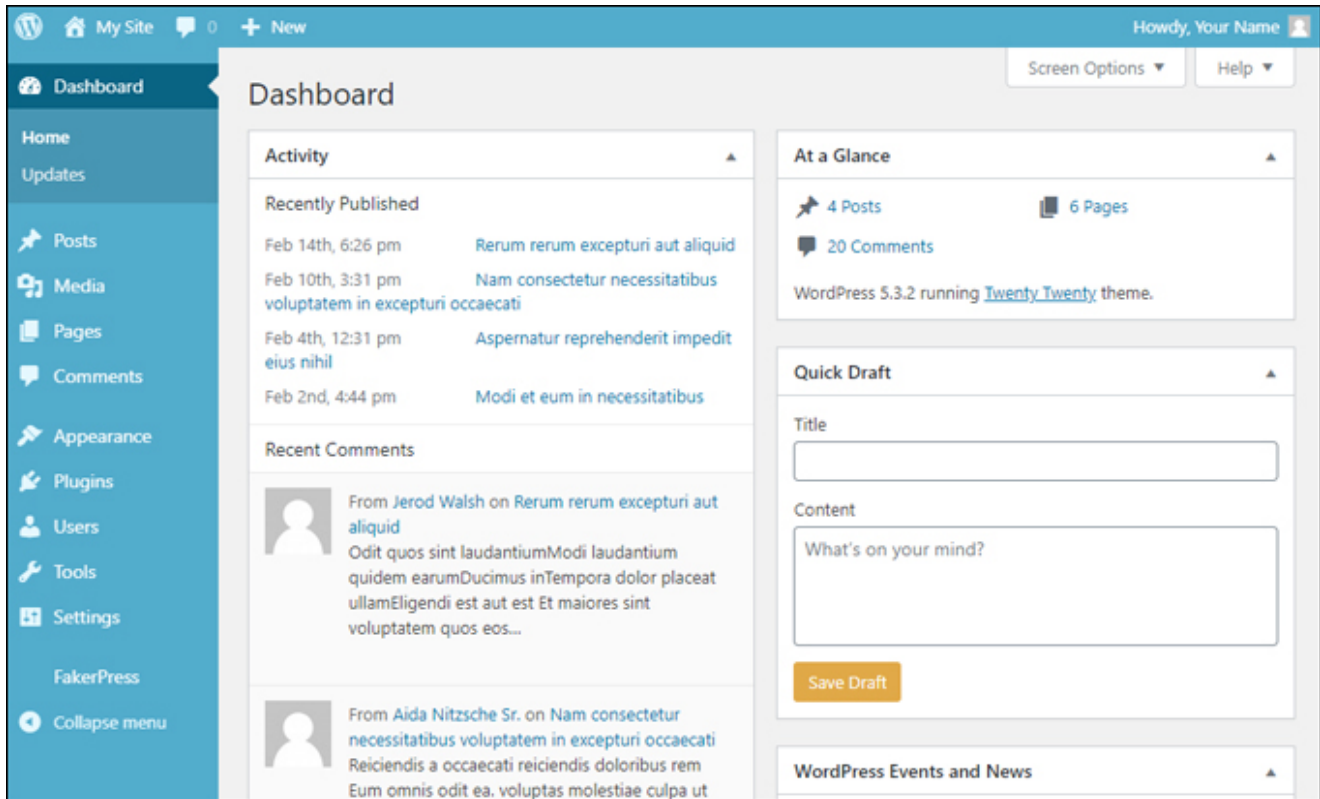 My Site 0 New
Howdy, Your Name
Dashboard
Home
Updates
Posts
Media
Pages
Comments
Appearance
Plugins
Users
Tools
Settings
FakerPress
Collapse menu
Screen Options
Help
Dashboard
Activity
Recently Published
Feb 14th, 6:26 pm Rerum rerum excepturi aut aliquid
Feb 10th, 3:31 pm Nam consectetur necessitatibus
voluptatem in excepturi occaecati
Feb 4th, 12:31 pm Aspernatur reprehenderit impedit
eius nihil
Feb 2nd, 4:44 pm Modi et eum in necessitatibus
Recent Comments
From Jerod Walsh on Rerum rerum excepturi aut
aliquid
Odit quos sint laudantiumModi laudantium
quidem earumDucimus inTempora dolor placeat
ullamEligendi est aut est Et maiores sint
voluptatem quos eos...
From Aida Nitzsche Sr. on Nam consectetur
necessitatibus voluptatem in excepturi occaecati
Reiciendis a occaecati reiciendis doloribus rem
Eum omnis odit ea. voluptas molestiae culpa ut
At a Glance
4 Posts
6 Pages
20 Comments
WordPress 5.3.2 running Twenty Twenty theme.
Quick Draft
Title
Content
What's on your mind?
Save Draft
WordPress Events and News